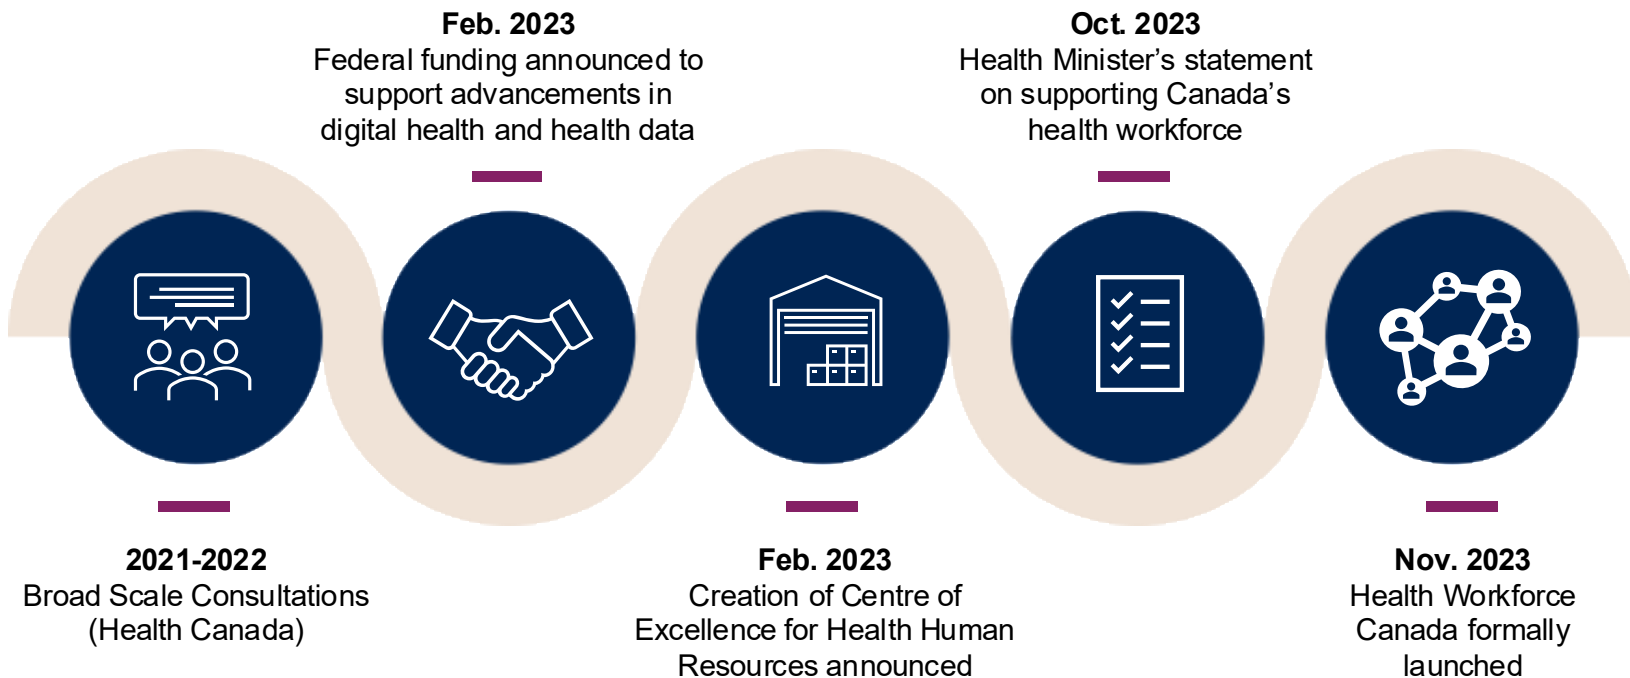 2021-2022
Broad Scale Consultations
(Health Canada)
Feb. 2023
Federal funding announced to
support advancements in
digital health and health data
Feb. 2023
Creation of Centre of
Excellence for Health Human
Resources announced
Oct. 2023
Health Minister’s statement
on supporting Canada’s
health workforce
Nov. 2023
Health Workforce
Canada formally
launched